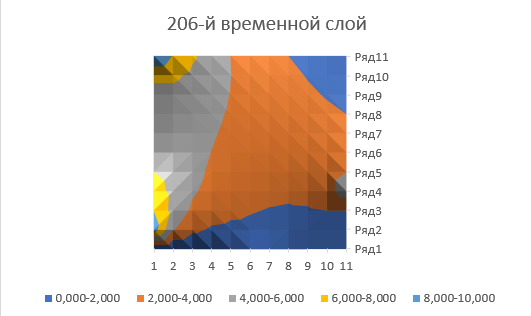 206-й временной слой
Ряд11
Ряд10
Ряд9
Ряд8
Ряд7
Ряд6
Ряд5
Ряд4
Ряд3
Ряд2
Ряд1
1 2 3 4 5 6 7 8 9 10 11
0,000-2,000 2,000-4,000 4,000-6,000 6,000-8,000 8,000-10,000